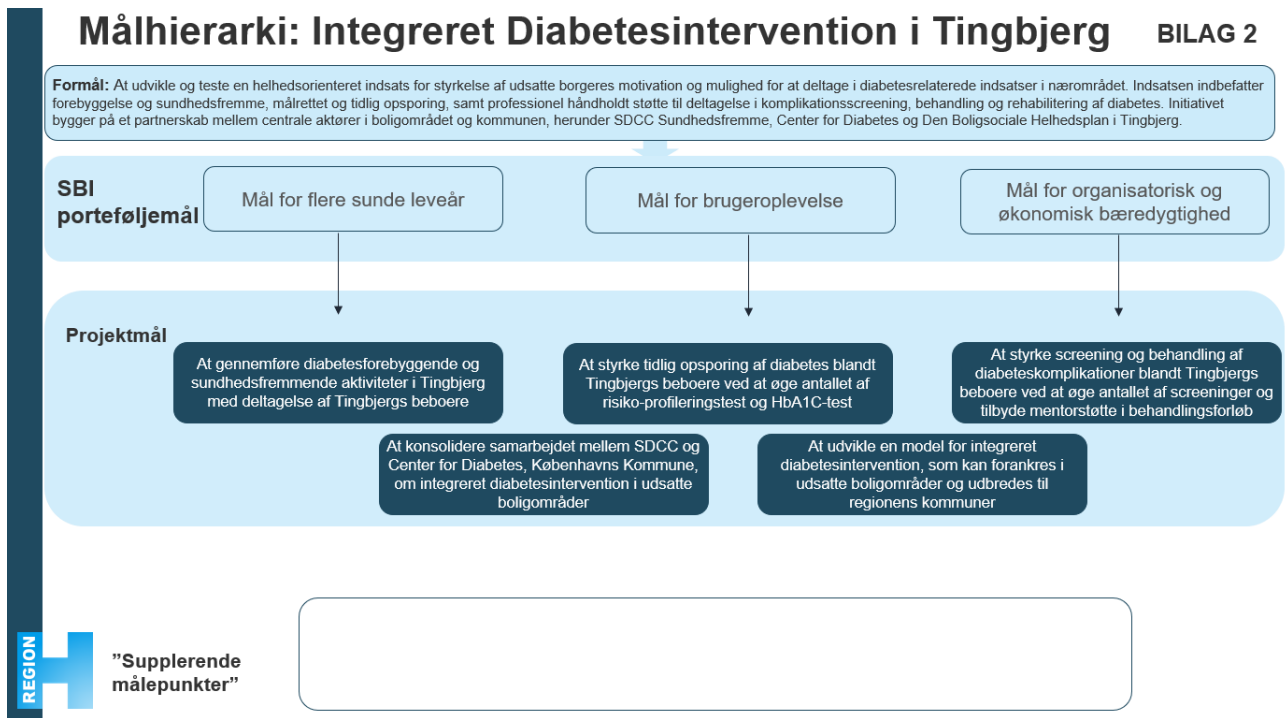 Målhierarki: Integreret Diabetesintervention i Tingbjerg
BILAG 2
Formål: At udvikle og teste en helhedsorienteret indsats for styrkelse af udsatte borgeres motivation og mulighed for at deltage i diabetesrelaterede indsatser i nærområdet. Indsatsen indbefatter
forebyggelse og sundhedsfremme, målrettet og tidlig opsporing, samt professionel håndholdt støtte til deltagelse i komplikationsscreening, behandling og rehabilitering af diabetes. Initiativet
bygger på et partnerskab mellem centrale aktører i boligområdet og kommunen, herunder SDCC Sundhedsfremme, Center for Diabetes og Den Boligsociale Helhedsplan i Tingbjerg.
SBI
porteføljemål
Mål for flere sunde leveår
Mål for brugeroplevelse
Mål for organisatorisk og
økonomisk bæredygtighed
Projektmål
At gennemføre diabetesforebyggende og
sundhedsfremmende aktiviteter i Tingbjerg
med deltagelse af Tingbjergs beboere
At styrke tidlig opsporing af diabetes blandt
Tingbjergs beboere ved at øge antallet af
risiko-profileringstest og HbA1C-test
At styrke screening og behandling af
diabeteskomplikationer blandt Tingbjergs
beboere ved at øge antallet af screeninger og
tilbyde mentorstøtte i behandlingsforløb
At konsolidere samarbejdet mellem SDCC og
Center for Diabetes, Københavns Kommune,
om integreret diabetesintervention i udsatte
boligområder
At udvikle en model for integreret
diabetesintervention, som kan forankres i
udsatte boligområder og udbredes til
regionens kommuner
REGION
H
”Supplerende
målepunkter”